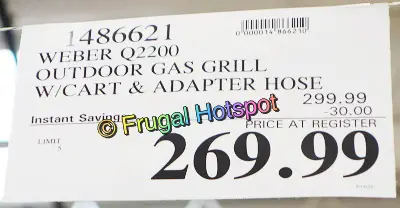 1486621
0000014866210
WEBER Q2200
OUTDOOR GAS GRILL
W/CART & ADAPTER HOSE
299.99
Instant Saving
-30.00
© Frugal Hotspot
PRICE AT REGISTER
LIMIT
5
269.99